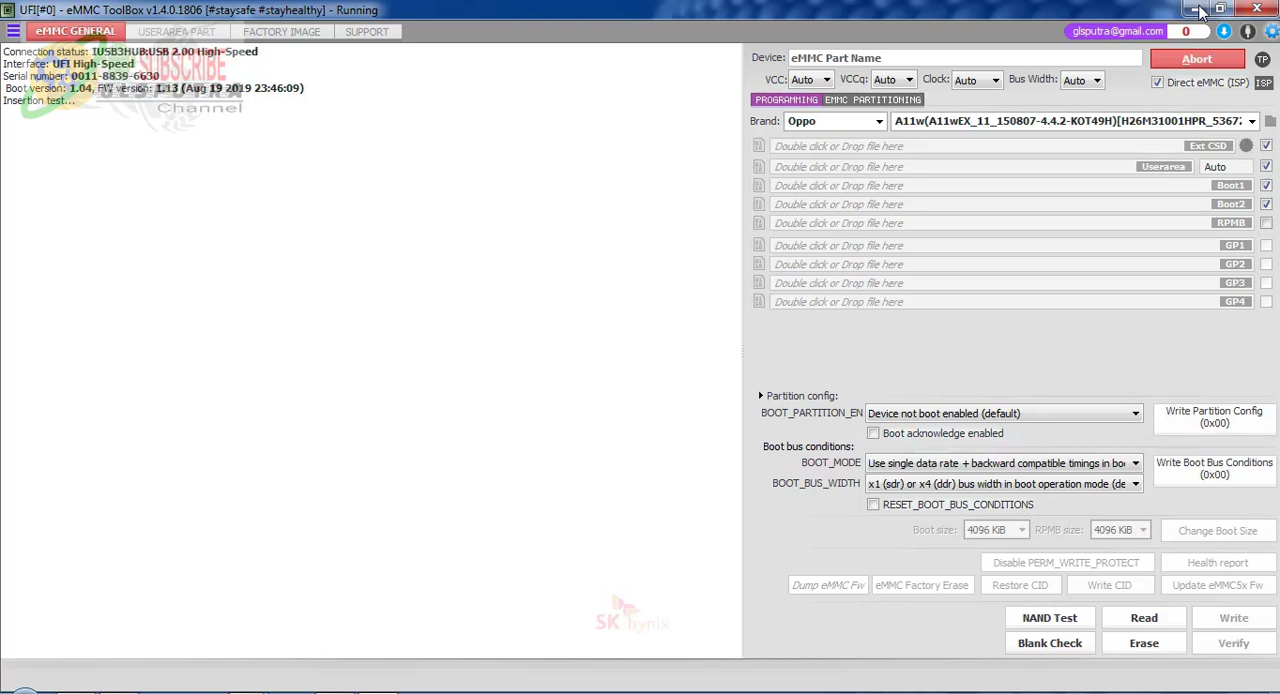 UFI[#0] - eMMC ToolBox v1.4.0.1806 [#staysafe #stayhealthy] - Running
eMMC GENERAL USERAREA PART FACTORY IMAGE SUPPORT
glsputra@gmail.com 0
Connection status: IUSB3HUB:USB 2.00 High-Speed
Interface: UFI High-Speed
Serial number: 0011-8839-6630
Boot version: 1.04, FW version: 1.13 (Aug 19 2019 23:46:09)
Insertion test...
SUBSCRIBE
GLSPUTRA
Channel
Device: eMMC Part Name Abort TP
VCC: Auto VCCq: Auto Clock: Auto Bus Width: Auto Direct eMMC (ISP) ISP
PROGRAMMING EMMC PARTITIONING
Brand: Oppo A11w(A11wEX_11_150807-4.4.2-KOT49H)[H26M31001HPR_5367
Double click or Drop file here Ext CSD
Double click or Drop file here Userarea Auto
Double click or Drop file here Boot1
Double click or Drop file here Boot2
Double click or Drop file here RPMB
Double click or Drop file here GP1
Double click or Drop file here GP2
Double click or Drop file here GP3
Double click or Drop file here GP4
Partition config:
BOOT_PARTITION_EN Device not boot enabled (default) Write Partition Config (0x00)
Boot acknowledge enabled
Boot bus conditions:
BOOT_MODE Use single data rate + backward compatible timings in boo Write Boot Bus Conditions (0x00)
BOOT_BUS_WIDTH x1 (sdr) or x4 (ddr) bus width in boot operation mode (de
RESET_BOOT_BUS_CONDITIONS
Boot size: 4096 KiB RPMB size: 4096 KiB Change Boot Size
Disable PERM_WRITE_PROTECT Health report
Dump eMMC Fw eMMC Factory Erase Restore CID Write CID Update eMMC5x Fw
SK hynix
NAND Test Read Write
Blank Check Erase Verify